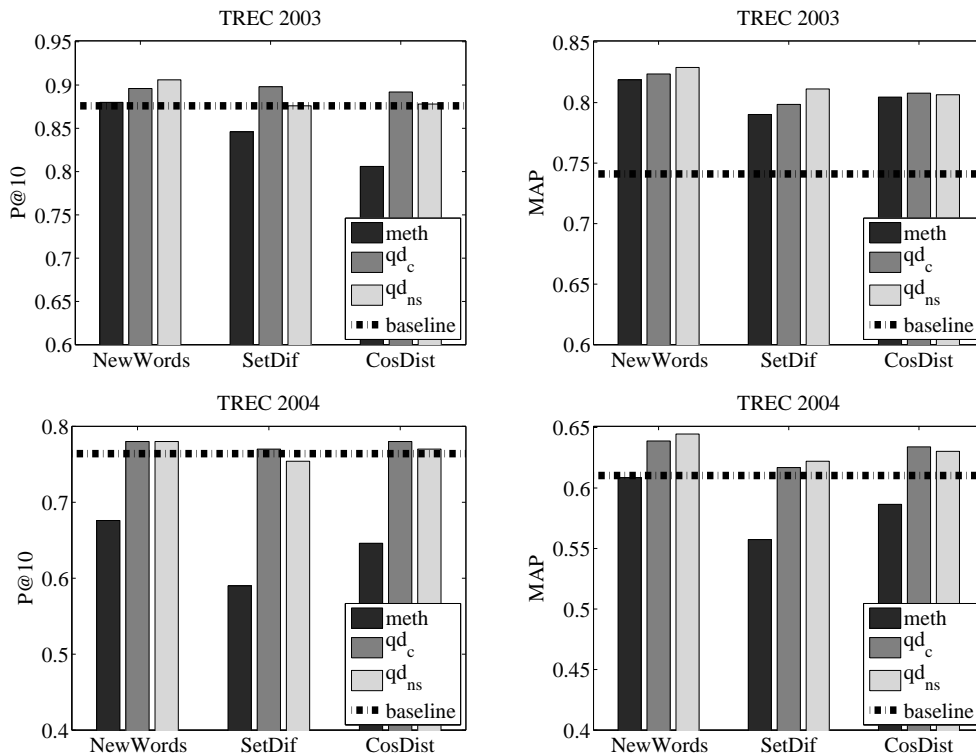 TREC 2003
0.95
0.9
0.85
0.8
0.75
0.7
0.65
0.6
P@10
NewWords SetDif CosDist
meth
qd_c
qd_ns
baseline
TREC 2003
0.85
0.8
0.75
0.7
0.65
0.6
MAP
NewWords SetDif CosDist
meth
qd_c
qd_ns
baseline
TREC 2004
0.8
0.7
0.6
0.5
0.4
P@10
NewWords SetDif CosDist
meth
qd_c
qd_ns
baseline
TREC 2004
0.65
0.6
0.55
0.5
0.45
0.4
MAP
NewWords SetDif CosDist
meth
qd_c
qd_ns
baseline